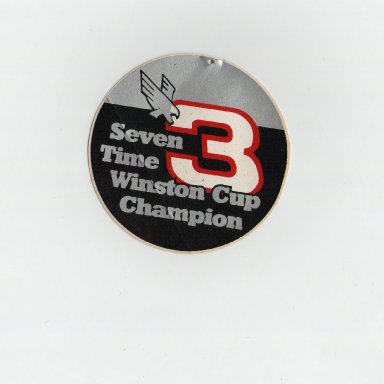 3
Seven
Time
Winston Cup
Champion